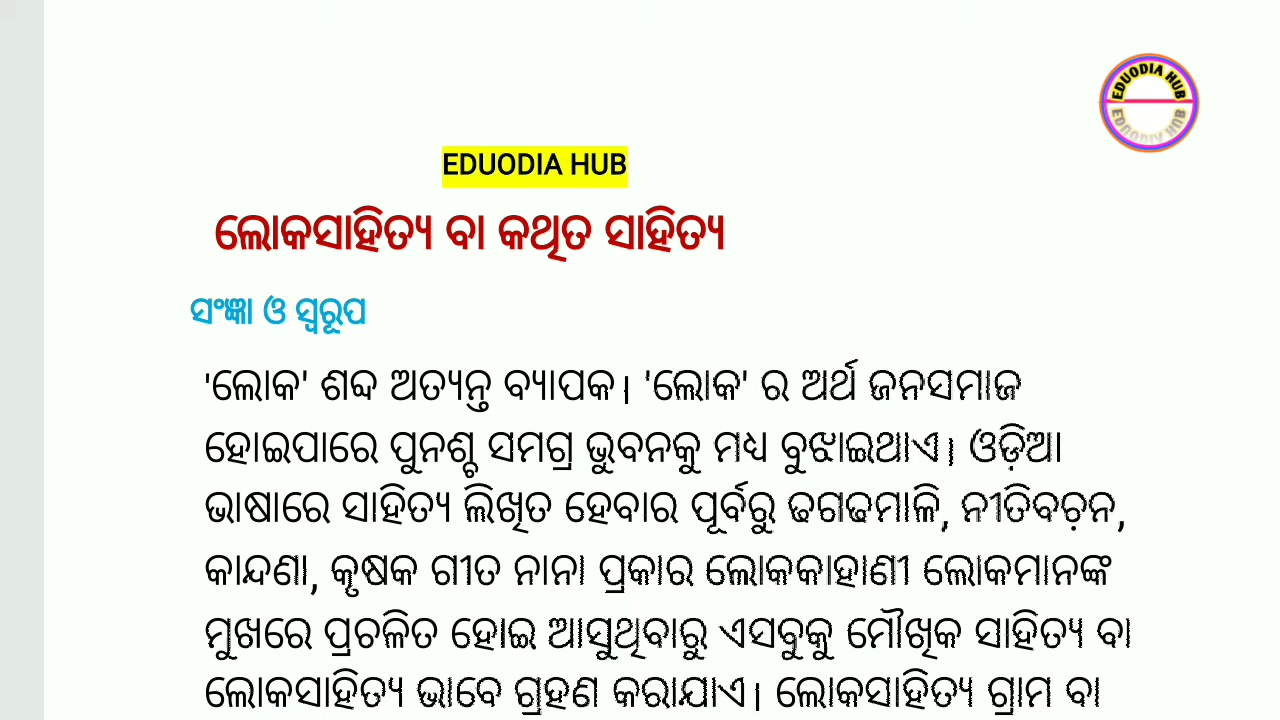 EDUODIA HUB
EDUODIA HUB
ଲୋକସାହିତ୍ୟ ବା କଥିତ ସାହିତ୍ୟ
ସଂଜ୍ଞା ଓ ସ୍ୱରୂପ
'ଲୋକ' ଶବ୍ଦ ଅତ୍ୟନ୍ତ ବ୍ୟାପକ। 'ଲୋକ' ର ଅର୍ଥ ଜନସମାଜ
ହୋଇପାରେ ପୁନଶ୍ଚ ସମଗ୍ର ଭୁବନକୁ ମଧ୍ୟ ବୁଝାଇଥାଏ। ଓଡ଼ିଆ
ଭାଷାରେ ସାହିତ୍ୟ ଲିଖିତ ହେବାର ପୂର୍ବରୁ ଢଗଢମାଳି, ନୀତିବଚ଼ନ,
କାନ୍ଦଣା, କୃଷକ ଗୀତ ନାନା ପ୍ରକାର ଲୋକକାହାଣୀ ଲୋକମାନଙ୍କ
ମୁଖରେ ପ୍ରଚଳିତ ହୋଇ ଆସୁଥିବାରୁ ଏସବୁକୁ ମୌଖିକ ସାହିତ୍ୟ ବା
ଲୋକସାହିତ୍ୟ ଭାବେ ଗ୍ରହଣ କରାଯାଏ। ଲୋକସାହିତ୍ୟ ଗ୍ରାମ ବା